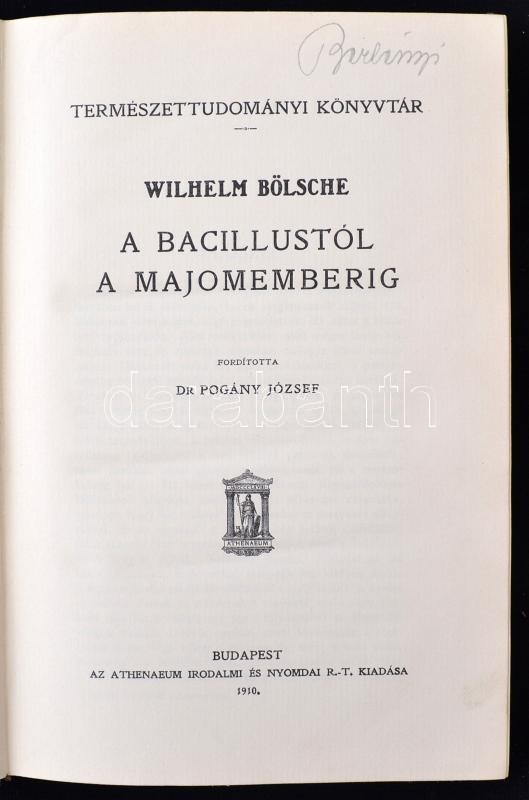 TERMÉSZETTUDOMÁNYI KÖNYVTÁR
WILHELM BÖLSCHE
A BACILLUSTÓL
A MAJOMEMBERIG
FORDÍTOTTA
DR POGÁNY JÓZSEF
darabanth
ATHENAEUM
BUDAPEST
AZ ATHENAEUM IRODALMI ÉS NYOMDAI R.-T. KIADÁSA
1910.